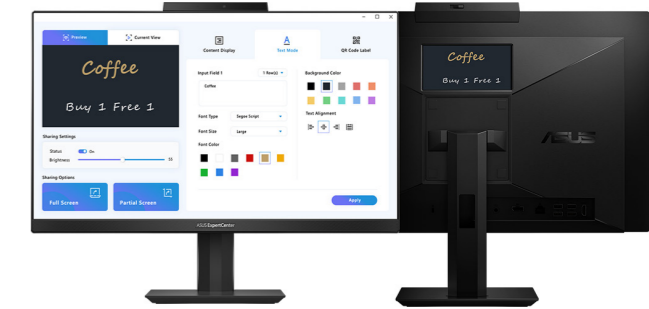 Preview
Current View
Coffee
Buy 1 Free 1
Sharing Settings
Status
On
Brightness
55
Sharing Options
Full Screen
Partial Screen
Content Display
Text Mode
QR Code Label
Input Field 1
1 Row(s)
Coffee
Font Type
Segoe Script
Font Size
Large
Font Color
Background Color
Text Alignment
Apply
ASUS ExpertCenter
Coffee
Buy 1 Free 1
ASUS